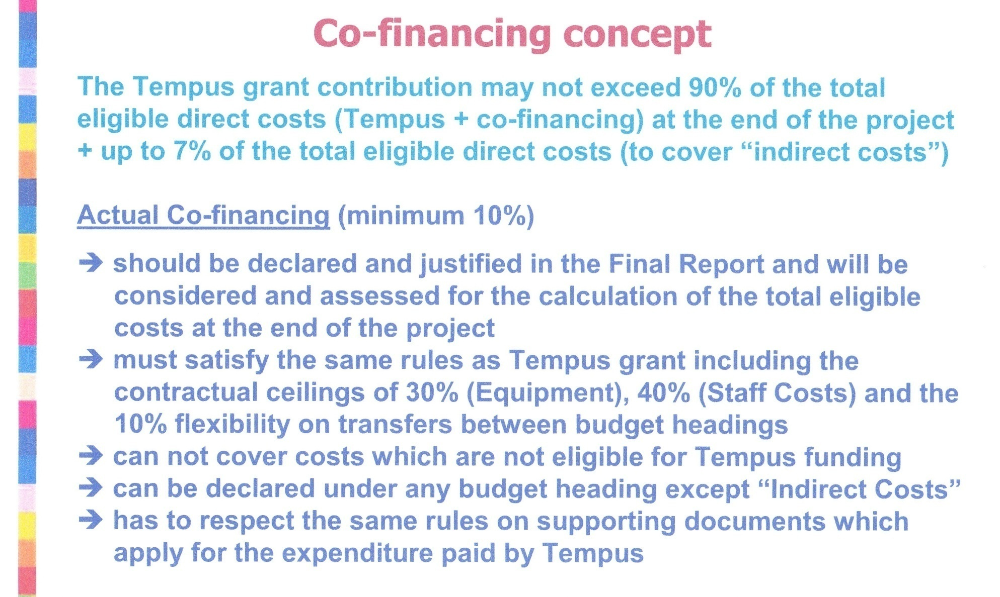 Co-financing concept
The Tempus grant contribution may not exceed 90% of the total
eligible direct costs (Tempus + co-financing) at the end of the project
+ up to 7% of the total eligible direct costs (to cover “indirect costs”)
Actual Co-financing (minimum 10%)
➔ should be declared and justified in the Final Report and will be
considered and assessed for the calculation of the total eligible
costs at the end of the project
➔ must satisfy the same rules as Tempus grant including the
contractual ceilings of 30% (Equipment), 40% (Staff Costs) and the
10% flexibility on transfers between budget headings
➔ can not cover costs which are not eligible for Tempus funding
➔ can be declared under any budget heading except “Indirect Costs”
➔ has to respect the same rules on supporting documents which
apply for the expenditure paid by Tempus